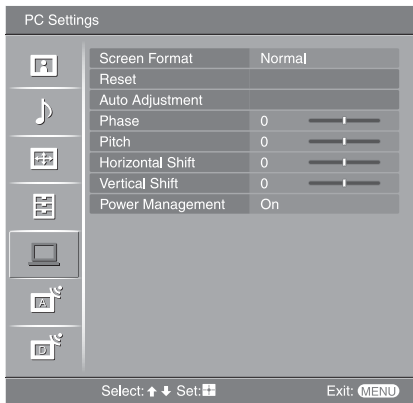 PC Settings
Screen Format Normal
Reset
Auto Adjustment
Phase 0
Pitch 0
Horizontal Shift 0
Vertical Shift 0
Power Management On
A
D
Select: Set: Exit: MENU